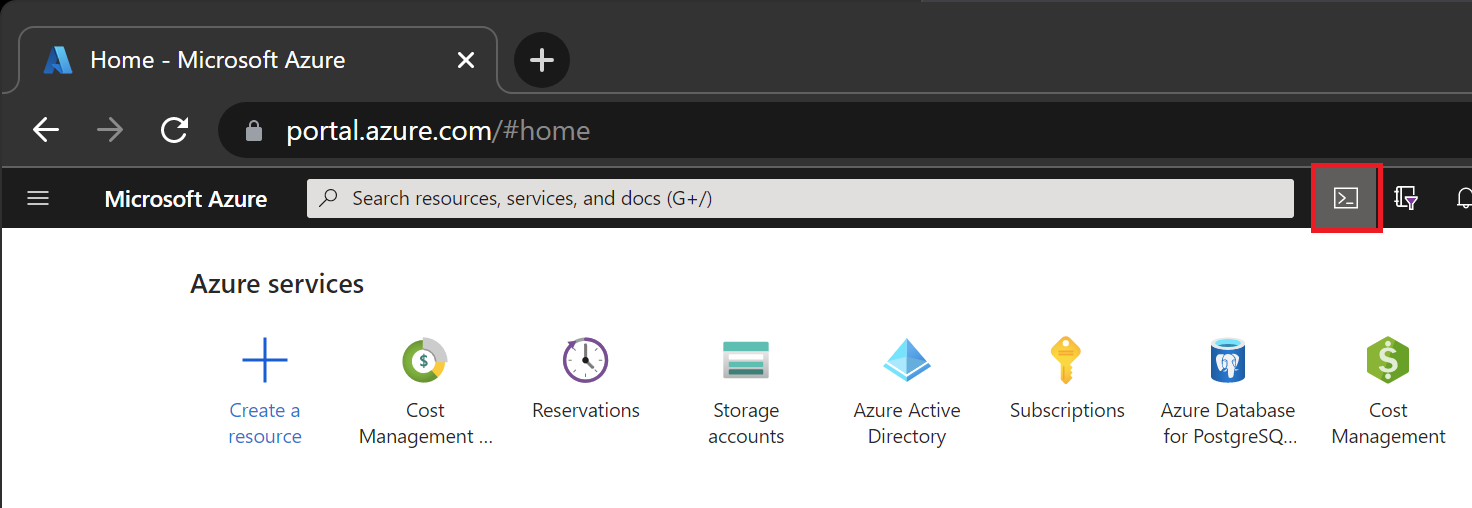 Home - Microsoft Azure
portal.azure.com/#home
Microsoft Azure
Search resources, services, and docs (G+/)
Azure services
Create a
resource
Cost
Management ...
Reservations
Storage
accounts
Azure Active
Directory
Subscriptions
Azure Database
for PostgreSQ...
Cost
Management